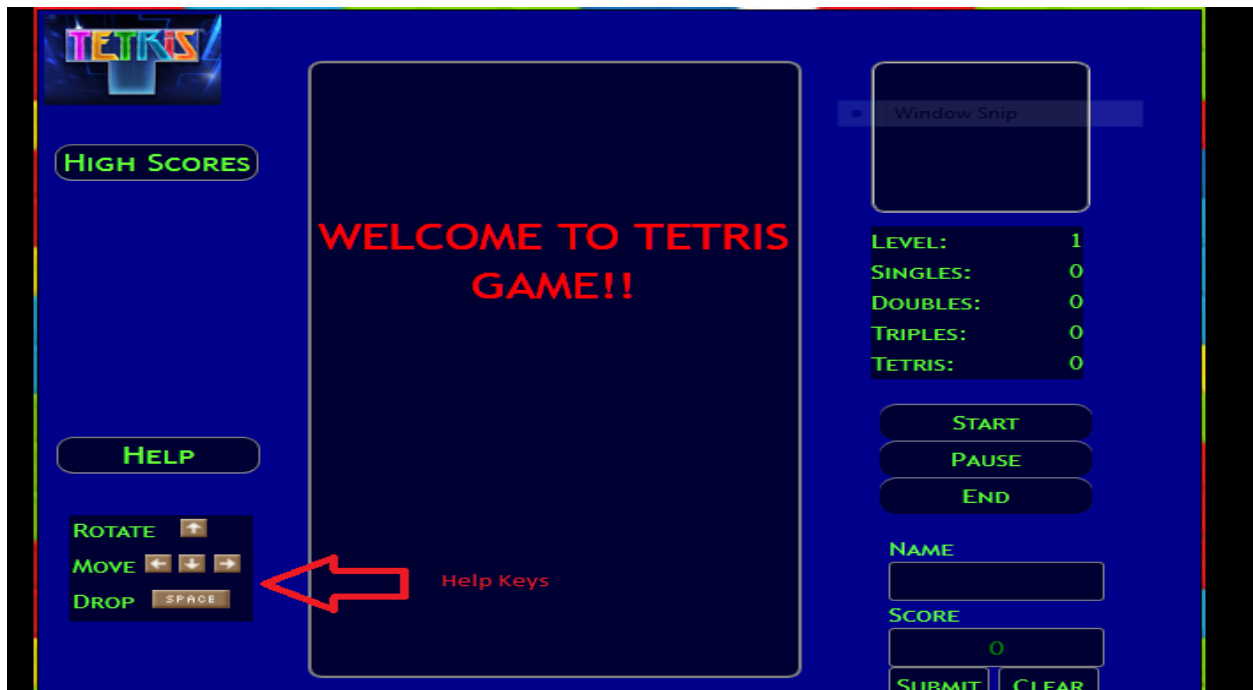 TETRIS
HIGH SCORES
WELCOME TO TETRIS
GAME!!
Window Snip
LEVEL: 1
SINGLES: 0
DOUBLES: 0
TRIPLES: 0
TETRIS: 0
START
PAUSE
END
HELP
ROTATE
MOVE
DROP SPACE
Help Keys
NAME
SCORE
0
SUBMIT CLEAR